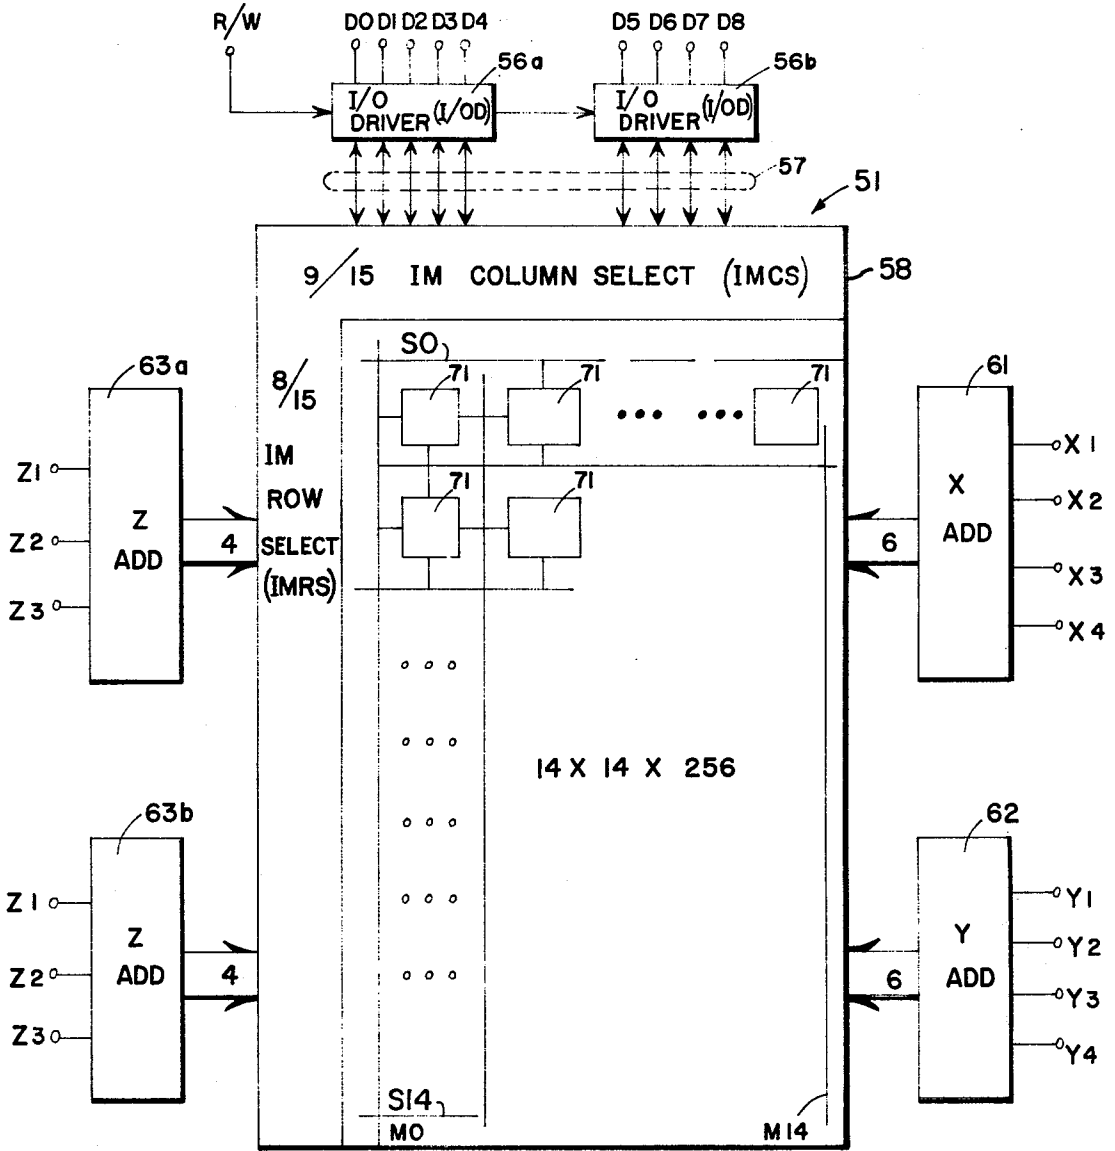 R/W
D0 D1 D2 D3 D4
D5 D6 D7 D8
56a
56b
I/O
DRIVER (I/OD)
I/O
DRIVER (I/OD)
57
51
9/15 IM COLUMN SELECT (IMCS)
58
63a
S0
8/15
71
71
71
61
IM
ROW
SELECT
(IMRS)
71
71
Z1
Z2
Z3
Z
ADD
4
6
X
ADD
X1
X2
X3
X4
14 X 14 X 256
63b
62
Z1
Z2
Z3
Z
ADD
4
6
Y
ADD
Y1
Y2
Y3
Y4
S14
M0
M14